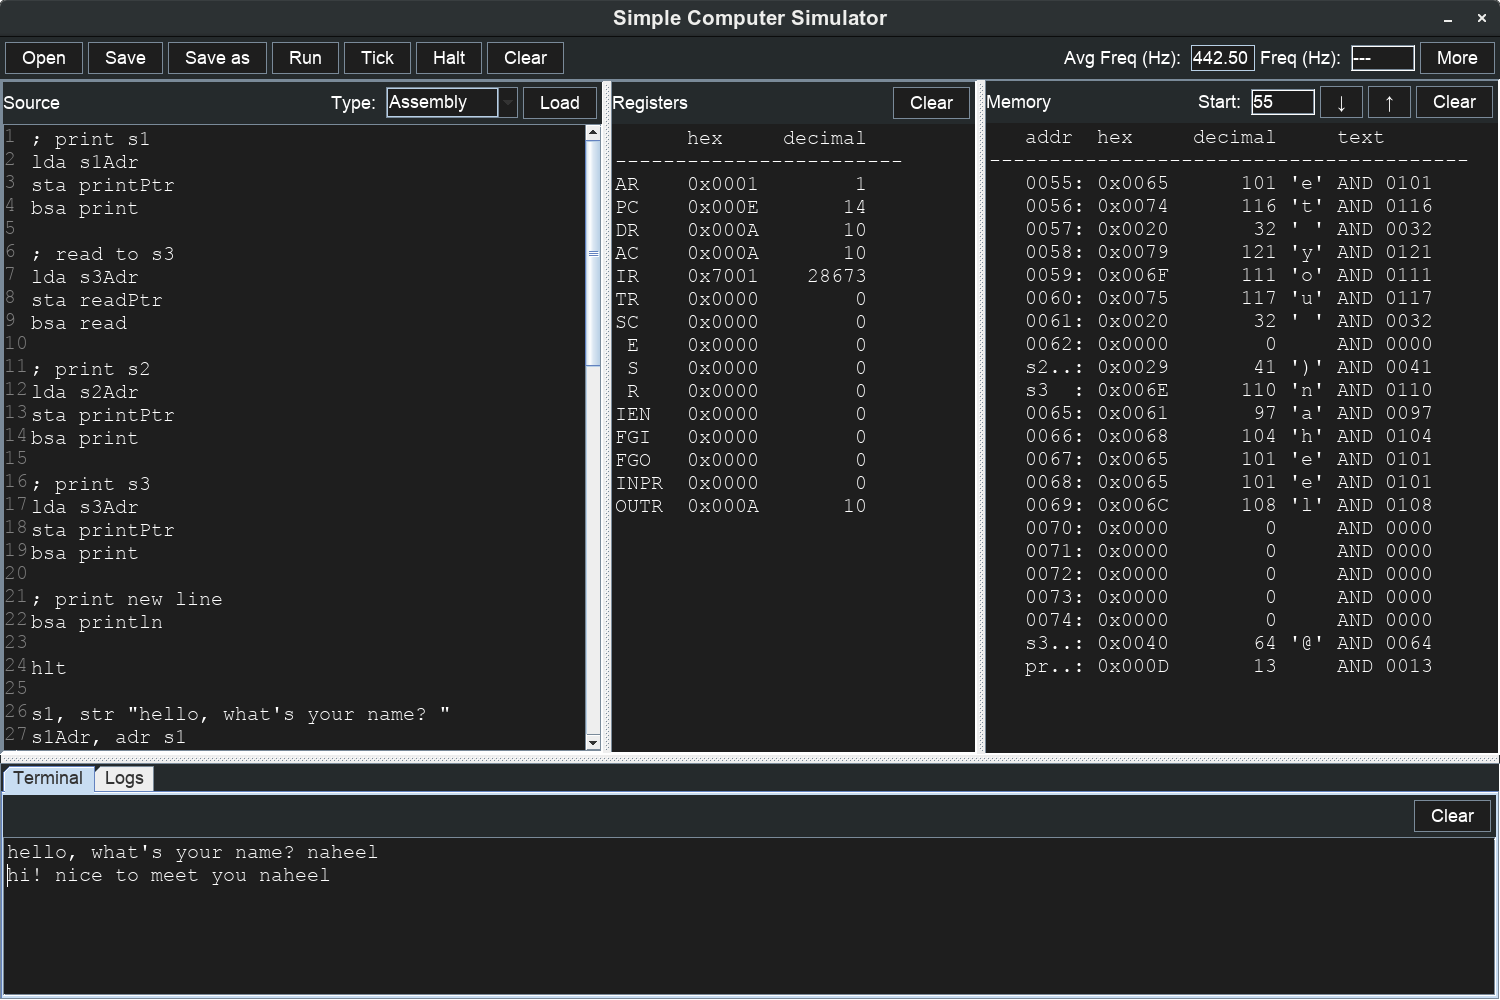 Simple Computer Simulator
Open Save Save as Run Tick Halt Clear Avg Freq (Hz): 442.50 Freq (Hz): --- More
Source Type: Assembly Load
1 ; print s1
2 lda s1Adr
3 sta printPtr
4 bsa print
5
6 ; read to s3
7 lda s3Adr
8 sta readPtr
9 bsa read
10
11 ; print s2
12 lda s2Adr
13 sta printPtr
14 bsa print
15
16 ; print s3
17 lda s3Adr
18 sta printPtr
19 bsa print
20
21 ; print new line
22 bsa println
23
24 hlt
25
26 s1, str "hello, what's your name? "
27 s1Adr, adr s1
Registers Clear
hex decimal
------------------------
AR 0x0001 1
PC 0x000E 14
DR 0x000A 10
AC 0x000A 10
IR 0x7001 28673
TR 0x0000 0
SC 0x0000 0
E 0x0000 0
S 0x0000 0
R 0x0000 0
IEN 0x0000 0
FGI 0x0000 0
FGO 0x0000 0
INPR 0x0000 0
OUTR 0x000A 10
Memory Start: 55 ↓ ↑ Clear
addr hex decimal text
----------------------------------------
0055: 0x0065 101 'e' AND 0101
0056: 0x0074 116 't' AND 0116
0057: 0x0020 32 ' ' AND 0032
0058: 0x0079 121 'y' AND 0121
0059: 0x006F 111 'o' AND 0111
0060: 0x0075 117 'u' AND 0117
0061: 0x0020 32 ' ' AND 0032
0062: 0x0000 0 AND 0000
s2..: 0x0029 41 ')' AND 0041
s3 : 0x006E 110 'n' AND 0110
0065: 0x0061 97 'a' AND 0097
0066: 0x0068 104 'h' AND 0104
0067: 0x0065 101 'e' AND 0101
0068: 0x0065 101 'e' AND 0101
0069: 0x006C 108 'l' AND 0108
0070: 0x0000 0 AND 0000
0071: 0x0000 0 AND 0000
0072: 0x0000 0 AND 0000
0073: 0x0000 0 AND 0000
0074: 0x0000 0 AND 0000
s3..: 0x0040 64 '@' AND 0064
pr..: 0x000D 13 AND 0013
Terminal Logs
Clear
hello, what's your name? naheel
hi! nice to meet you naheel